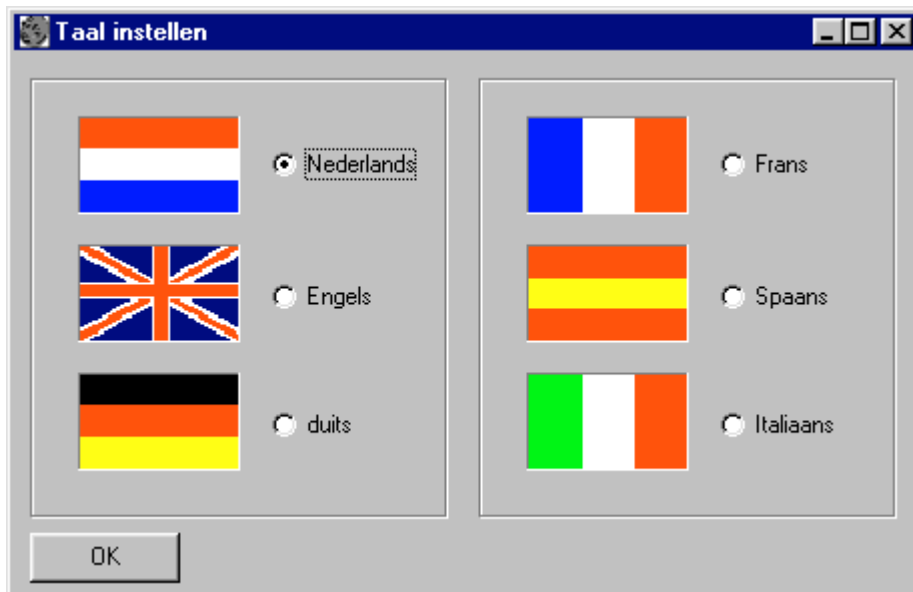 Taal instellen
Nederlands
Engels
duits
Frans
Spaans
Italiaans
OK